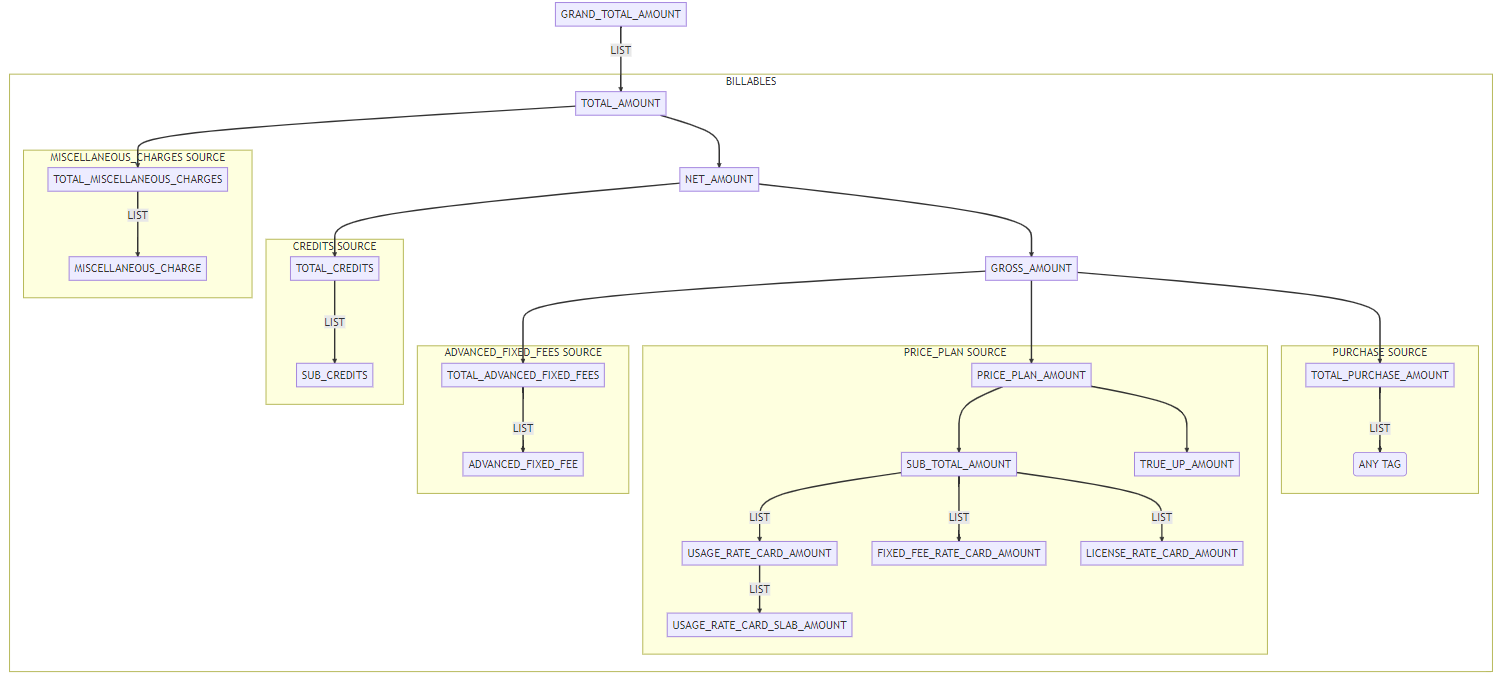 GRAND_TOTAL_AMOUNT
LIST
BILLABLES
TOTAL_AMOUNT
MISCELLANEOUS_CHARGES SOURCE
TOTAL_MISCELLANEOUS_CHARGES
NET_AMOUNT
LIST
CREDITS SOURCE
MISCELLANEOUS_CHARGE
TOTAL_CREDITS
GROSS_AMOUNT
LIST
ADVANCED_FIXED_FEES SOURCE
PRICE_PLAN SOURCE
PURCHASE SOURCE
SUB_CREDITS
TOTAL_ADVANCED_FIXED_FEES
PRICE_PLAN_AMOUNT
TOTAL_PURCHASE_AMOUNT
LIST
LIST
ADVANCED_FIXED_FEE
SUB_TOTAL_AMOUNT
TRUE_UP_AMOUNT
ANY TAG
LIST
LIST
LIST
USAGE_RATE_CARD_AMOUNT
FIXED_FEE_RATE_CARD_AMOUNT
LICENSE_RATE_CARD_AMOUNT
LIST
USAGE_RATE_CARD_SLAB_AMOUNT